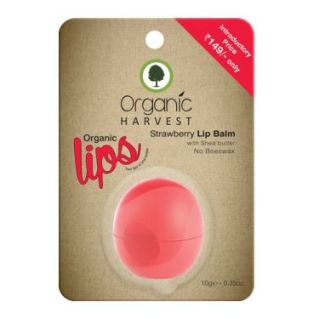 Introductory
Price
₹149/- only
Organic
HARVEST
Strawberry Lip Balm
with Shea butter
No Beeswax
Organic
lips
10g - 0.35oz